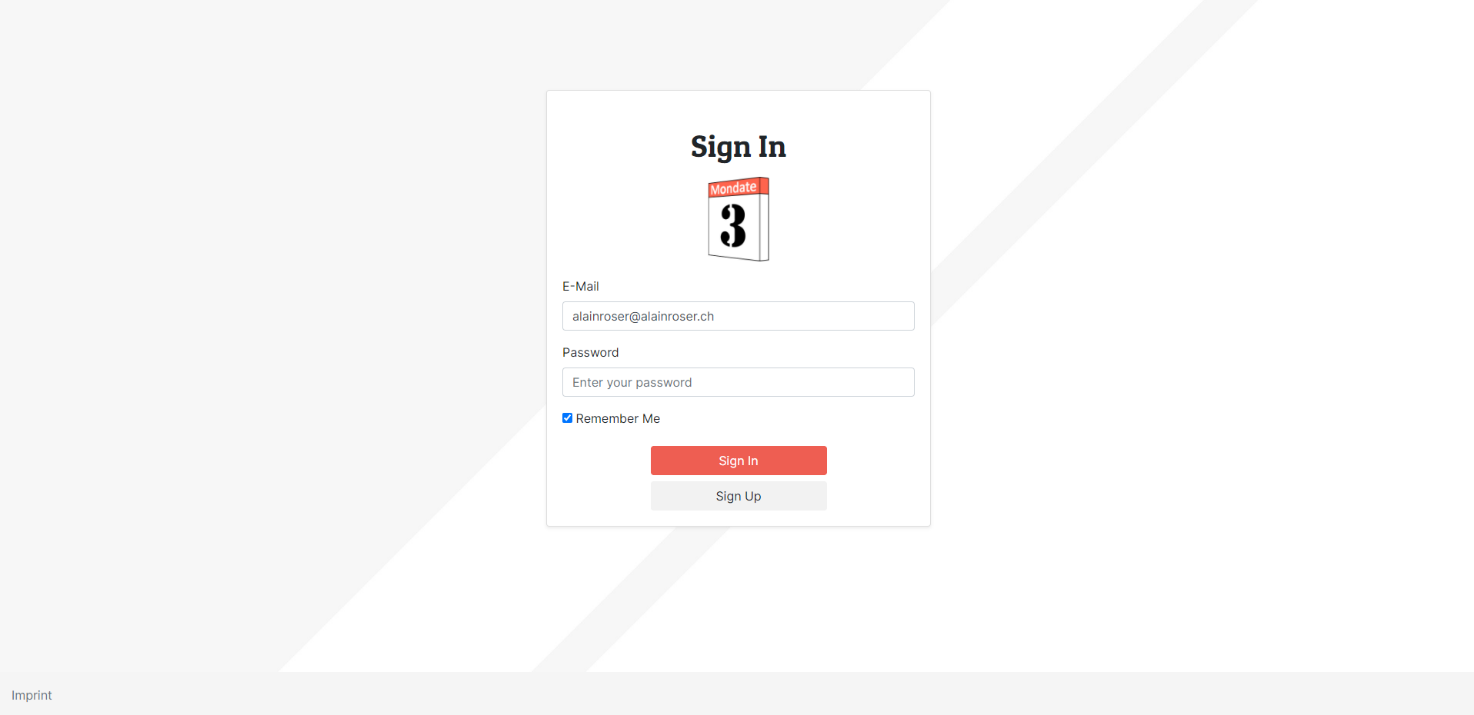 Sign In
Mondate
3
E-Mail
alainroser@alainroser.ch
Password
Enter your password
Remember Me
Sign In
Sign Up
Imprint